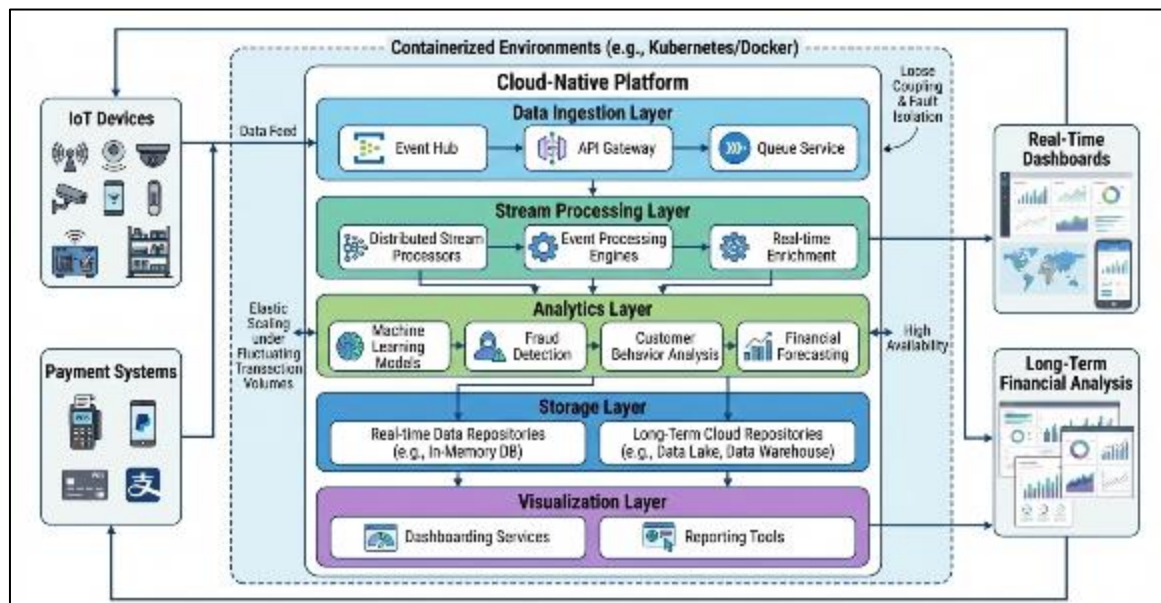 Containerized Environments (e.g., Kubernetes/Docker)
Cloud-Native Platform
IoT Devices
Data Feed
Data Ingestion Layer
Event Hub
API Gateway
Queue Service
Loose
Coupling
& Fault
Isolation
Real-Time
Dashboards
Stream Processing Layer
Distributed Stream
Processors
Event Processing
Engines
Real-time
Enrichment
Elastic
Scaling
under
Fluctuating
Transaction
Volumes
Analytics Layer
Machine
Learning
Models
Fraud
Detection
Customer
Behavior Analysis
Financial
Forecasting
High
Availability
Payment Systems
支
Long-Term
Financial Analysis
Storage Layer
Real-time Data Repositories
(e.g., In-Memory DB)
Long-Term Cloud Repositories
(e.g., Data Lake, Data Warehouse)
Visualization Layer
Dashboarding Services
Reporting Tools